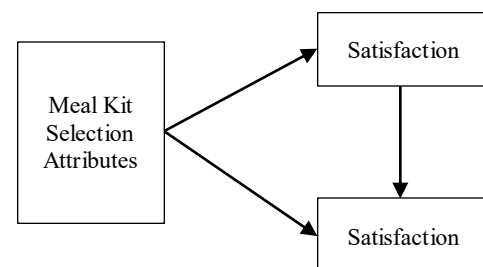 Satisfaction
Meal Kit
Selection
Attributes
Satisfaction